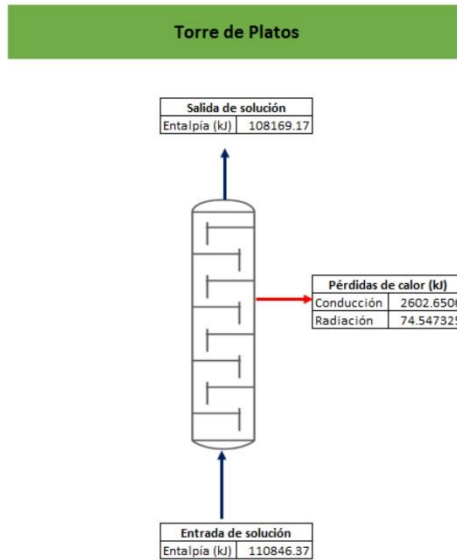 Torre de Platos
Salida de solución
Entalpía (kJ) 108169.17
Pérdidas de calor (kJ)
Conducción 2602.6506
Radiación 74.547325
Entrada de solución
Entalpía (kJ) 110846.37